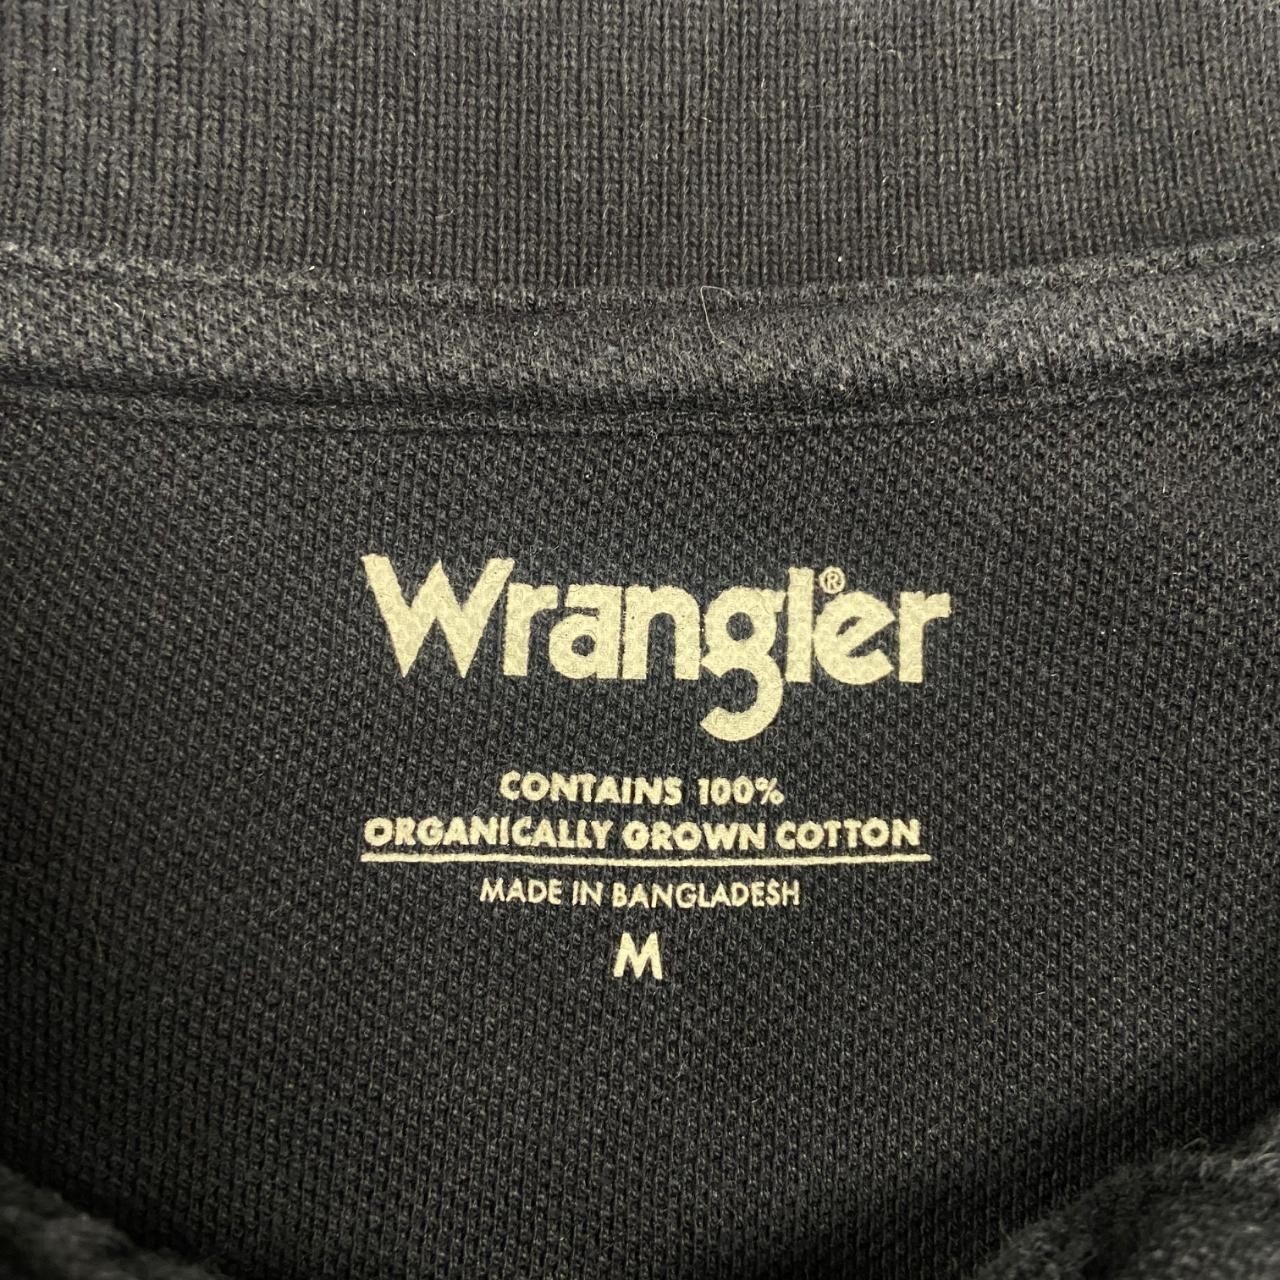 Wrangler®
CONTAINS 100%
ORGANICALLY GROWN COTTON
MADE IN BANGLADESH
M